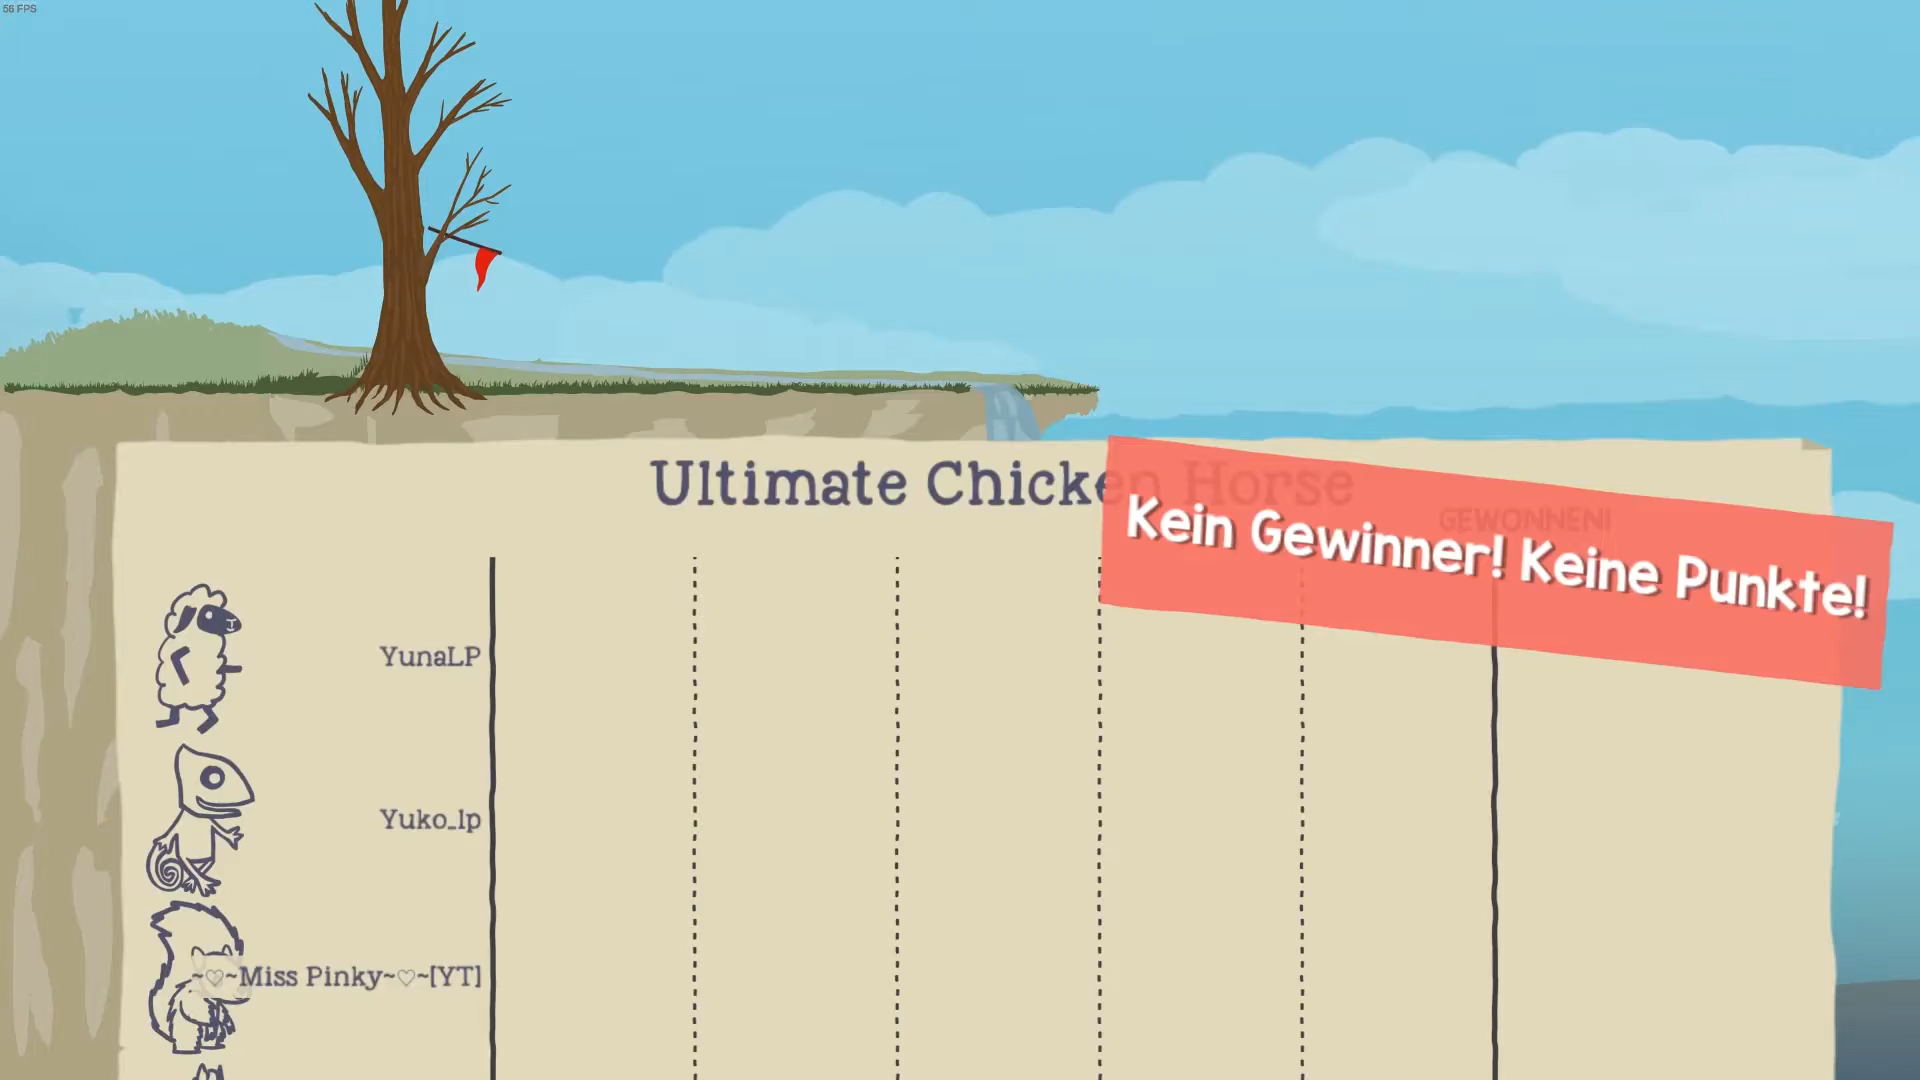 56 FPS
Ultimate Chicken Horse
GEWONNEN!
Kein Gewinner! Keine Punkte!
YunaLP
Yuko_lp
~♡~Miss Pinky~♡~[YT]